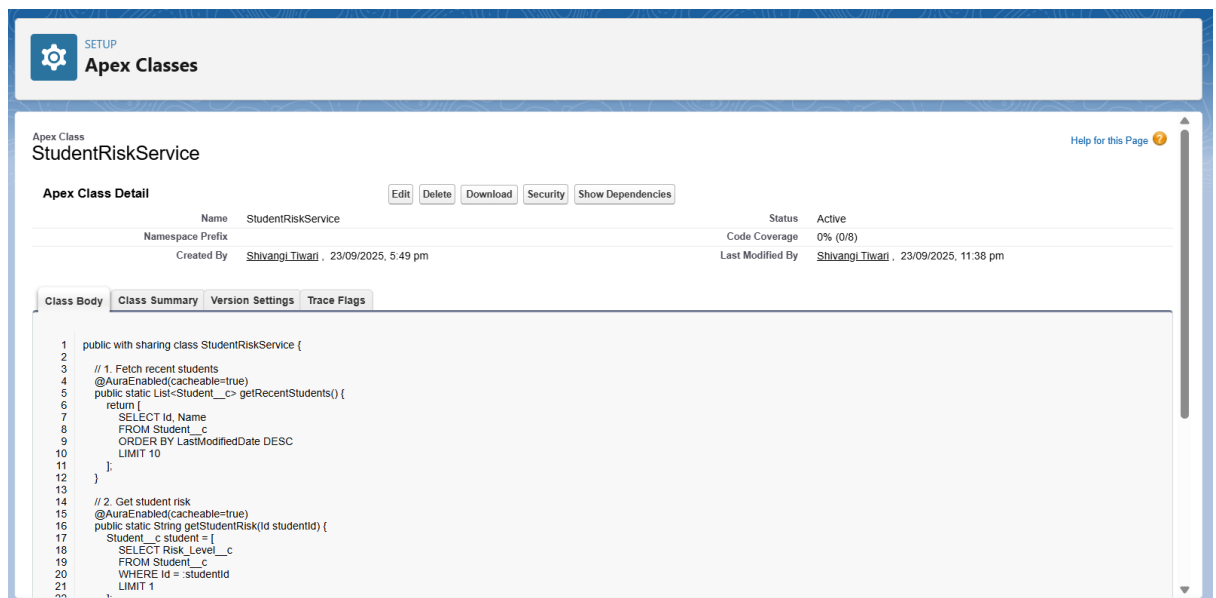 SETUP
Apex Classes
Apex Class
StudentRiskService
Help for this Page
Apex Class Detail
Edit Delete Download Security Show Dependencies
Name StudentRiskService Status Active
Namespace Prefix Code Coverage 0% (0/8)
Created By Shivangi Tiwari , 23/09/2025, 5:49 pm Last Modified By Shivangi Tiwari , 23/09/2025, 11:38 pm
Class Body Class Summary Version Settings Trace Flags
1 public with sharing class StudentRiskService {
2
3 // 1. Fetch recent students
4 @AuraEnabled(cacheable=true)
5 public static List<Student__c> getRecentStudents() {
6 return [
7 SELECT Id, Name
8 FROM Student__c
9 ORDER BY LastModifiedDate DESC
10 LIMIT 10
11 ];
12 }
13
14 // 2. Get student risk
15 @AuraEnabled(cacheable=true)
16 public static String getStudentRisk(Id studentId) {
17 Student__c student = [
18 SELECT Risk_Level__c
19 FROM Student__c
20 WHERE Id = :studentId
21 LIMIT 1